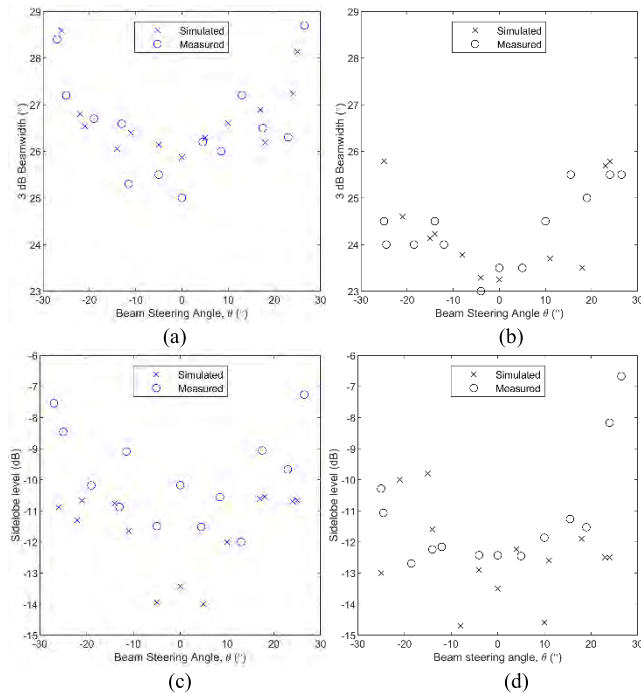 29
28
27
26
25
24
23
3 dB Beamwidth (°)
× Simulated
○ Measured
-30 -20 -10 0 10 20 30
Beam Steering Angle, θ (°)
(a)
29
28
27
26
25
24
23
3 dB Beamwidth (°)
× Simulated
○ Measured
-30 -20 -10 0 10 20 30
Beam Steering Angle θ (°)
(b)
-6
-7
-8
-9
-10
-11
-12
-13
-14
-15
Sidelobe level (dB)
× Simulated
○ Measured
-30 -20 -10 0 10 20 30
Beam Steering Angle, θ (°)
(c)
-6
-7
-8
-9
-10
-11
-12
-13
-14
-15
Sidelobe level (dB)
× Simulated
○ Measured
-30 -20 -10 0 10 20 30
Beam steering angle, θ (°)
(d)